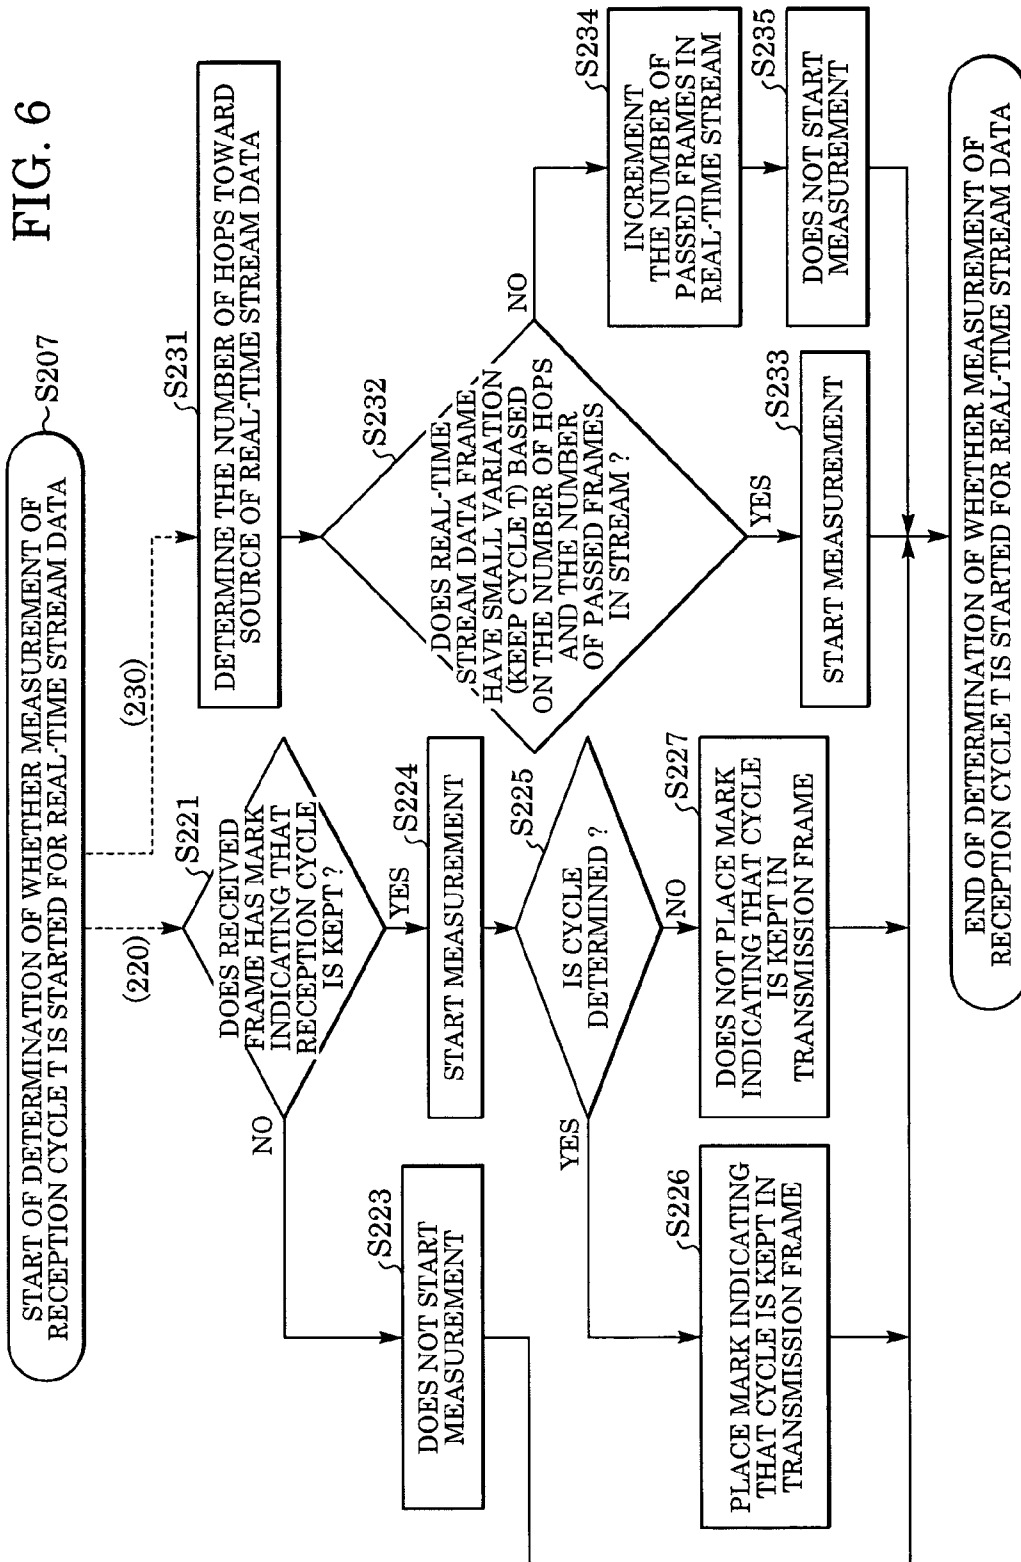 FIG. 6
START OF DETERMINATION OF WHETHER MEASUREMENT OF
RECEPTION CYCLE T IS STARTED FOR REAL-TIME STREAM DATA
S207
(220)
(230)
S221
DOES RECEIVED
FRAME HAS MARK
INDICATING THAT
RECEPTION CYCLE
IS KEPT ?
NO
YES
S223
DOES NOT START
MEASUREMENT
S224
START MEASUREMENT
S225
IS CYCLE
DETERMINED ?
YES
NO
S226
PLACE MARK INDICATING
THAT CYCLE IS KEPT IN
TRANSMISSION FRAME
S227
DOES NOT PLACE MARK
INDICATING THAT CYCLE
IS KEPT IN
TRANSMISSION FRAME
S231
DETERMINE THE NUMBER OF HOPS TOWARD
SOURCE OF REAL-TIME STREAM DATA
S232
DOES REAL-TIME
STREAM DATA FRAME
HAVE SMALL VARIATION
(KEEP CYCLE T) BASED
ON THE NUMBER OF HOPS
AND THE NUMBER
OF PASSED FRAMES
IN STREAM ?
NO
YES
S233
START MEASUREMENT
S234
INCREMENT
THE NUMBER OF
PASSED FRAMES IN
REAL-TIME STREAM
S235
DOES NOT START
MEASUREMENT
END OF DETERMINATION OF WHETHER MEASUREMENT OF
RECEPTION CYCLE T IS STARTED FOR REAL-TIME STREAM DATA